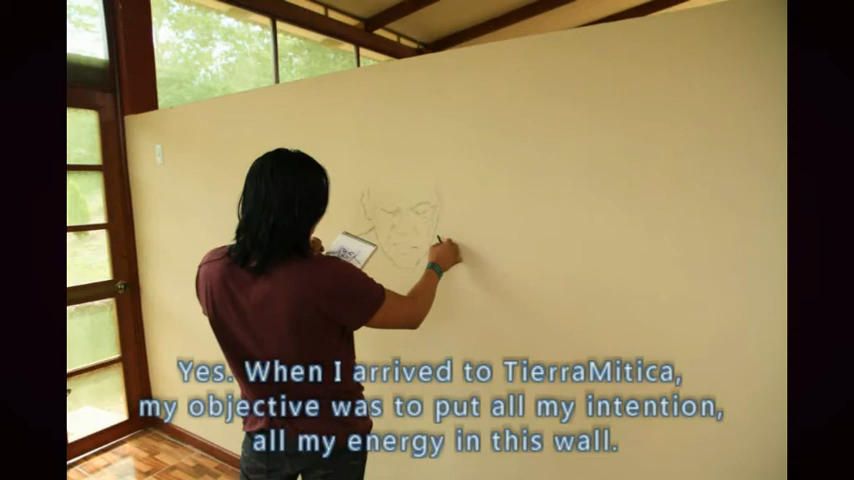 Yes. When I arrived to TierraMitica,
my objective was to put all my intention,
all my energy in this wall.